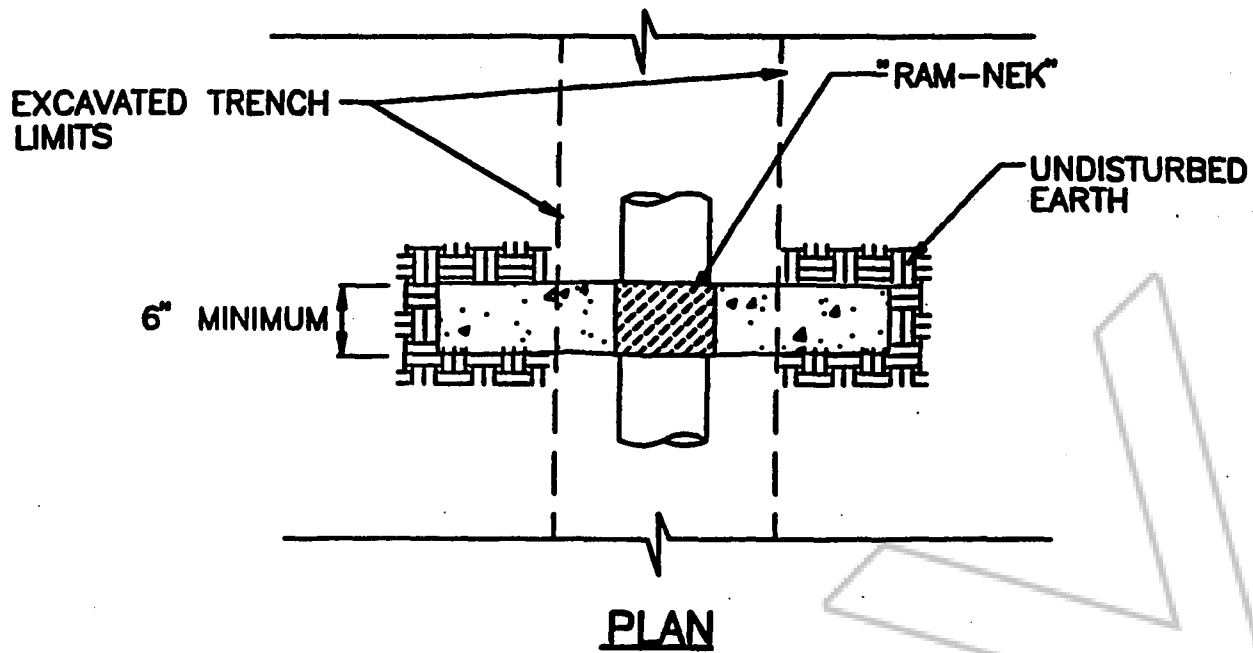 "RAM-NEK"
EXCAVATED TRENCH
LIMITS
UNDISTURBED
EARTH
6" MINIMUM
PLAN